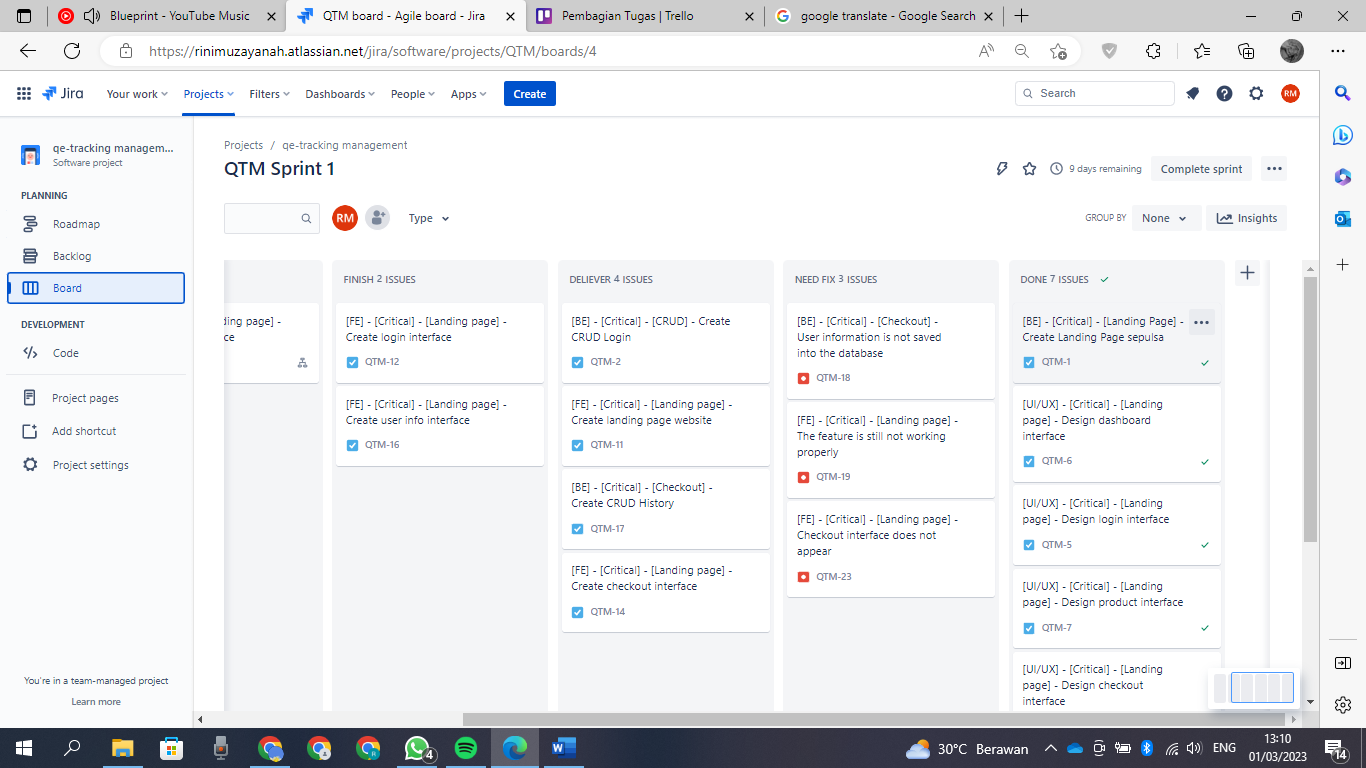 Blueprint - YouTube Music
QTM board - Agile board - Jira
Pembagian Tugas | Trello
google translate - Google Search
https://rinimuzayanah.atlassian.net/jira/software/projects/QTM/boards/4
Jira
Your work
Projects
Filters
Dashboards
People
Apps
Create
Search
RM
qe-tracking managem...
Software project
PLANNING
Roadmap
Backlog
Board
DEVELOPMENT
Code
Project pages
Add shortcut
Project settings
You're in a team-managed project
Learn more
Projects / qe-tracking management
QTM Sprint 1
9 days remaining
Complete sprint
RM
Type
GROUP BY
None
Insights
ding page] -
ce
FINISH 2 ISSUES
[FE] - [Critical] - [Landing page] -
Create login interface
QTM-12
[FE] - [Critical] - [Landing page] -
Create user info interface
QTM-16
DELIEVER 4 ISSUES
[BE] - [Critical] - [CRUD] - Create
CRUD Login
QTM-2
[FE] - [Critical] - [Landing page] -
Create landing page website
QTM-11
[BE] - [Critical] - [Checkout] -
Create CRUD History
QTM-17
[FE] - [Critical] - [Landing page] -
Create checkout interface
QTM-14
NEED FIX 3 ISSUES
[BE] - [Critical] - [Checkout] -
User information is not saved
into the database
QTM-18
[FE] - [Critical] - [Landing page] -
The feature is still not working
properly
QTM-19
[FE] - [Critical] - [Landing page] -
Checkout interface does not
appear
QTM-23
DONE 7 ISSUES
[BE] - [Critical] - [Landing Page] -
Create Landing Page sepulsa
QTM-1
[UI/UX] - [Critical] - [Landing
page] - Design dashboard
interface
QTM-6
[UI/UX] - [Critical] - [Landing
page] - Design login interface
QTM-5
[UI/UX] - [Critical] - [Landing
page] - Design product interface
QTM-7
[UI/UX] - [Critical] - [Landing
page] - Design checkout
interface
4
30°C Berawan
ENG
13:10
01/03/2023
14